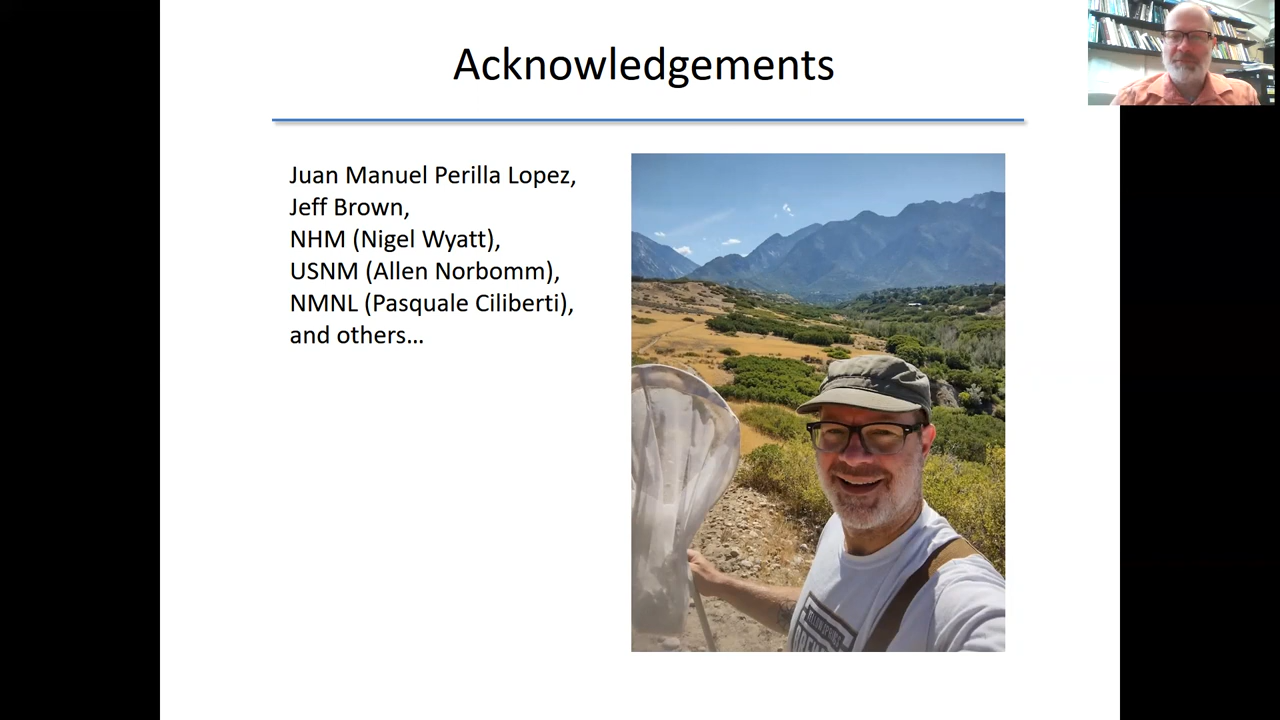 Acknowledgements
Juan Manuel Perilla Lopez,
Jeff Brown,
NHM (Nigel Wyatt),
USNM (Allen Norbomm),
NMNL (Pasquale Ciliberti),
and others…